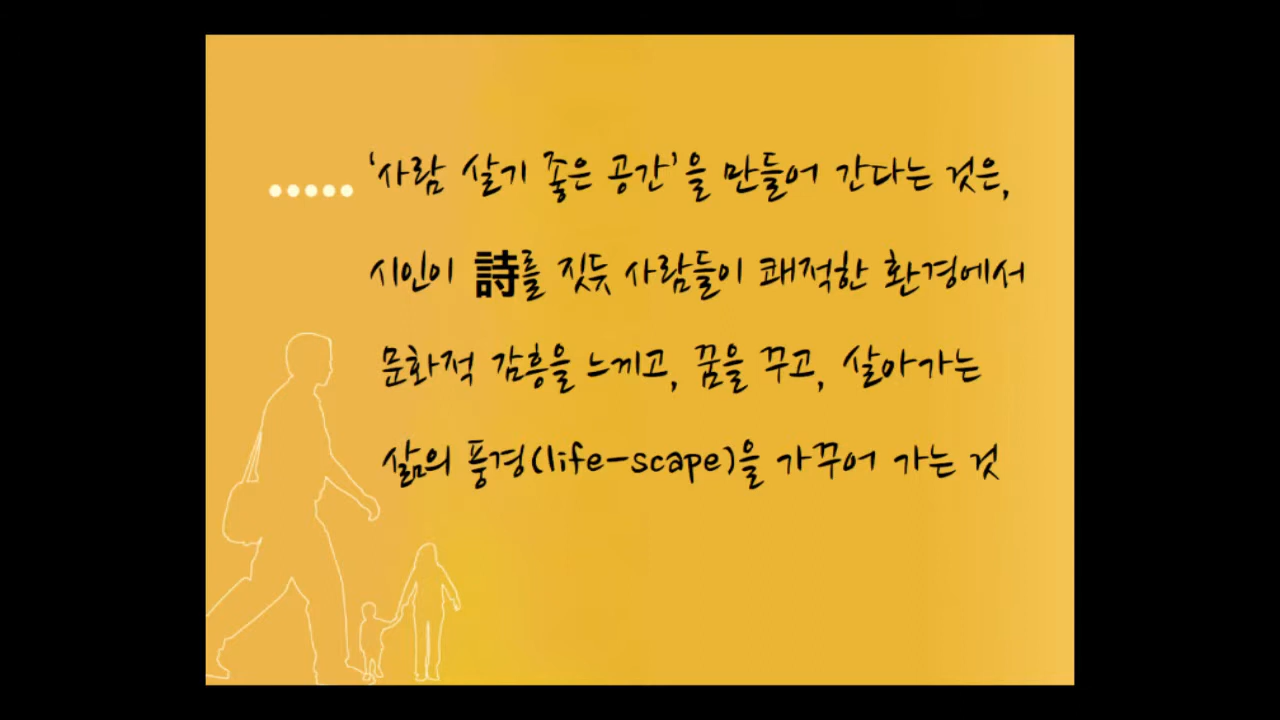 ‘사람 살기 좋은 공간’을 만들어 간다는 것은,
시인이 詩를 짓듯 사람들이 쾌적한 환경에서
문화적 감흥을 느끼고, 꿈을 꾸고, 살아가는
삶의 풍경(life-scape)을 가꾸어 가는 것